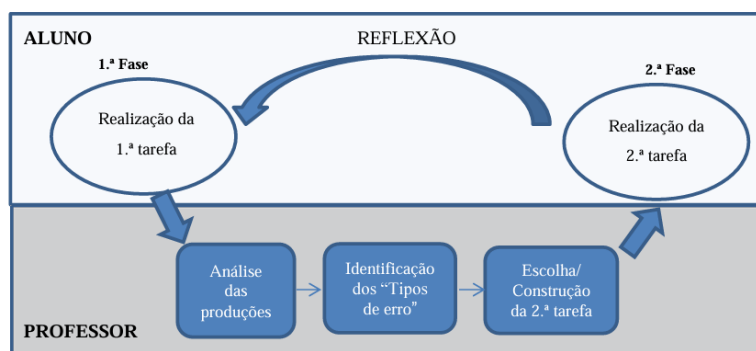 ALUNO
REFLEXÃO
1.ª Fase
2.ª Fase
Realização da
1.ª tarefa
Realização da
2.ª tarefa
Análise
das
produções
Identificação
dos “Tipos
de erro”
Escolha/
Construção
da 2.ª tarefa
PROFESSOR